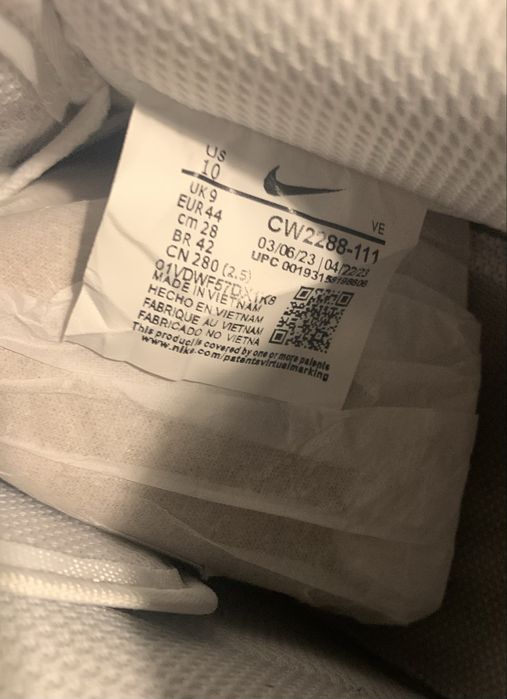 US
10
UK 9
EUR 44
cm 28
BR 42
CN 280 (2.5)
VE
CW2288-111
03/06/23 | 04/22/23
UPC 00193158198806
MADE IN VIETNAM
HECHO EN VIETNAM
FABRIQUE AU VIETNAM
FABRICADO NO VIETNA
This product is covered by one or more patents
www.nike.com/patentsvirtualmarking